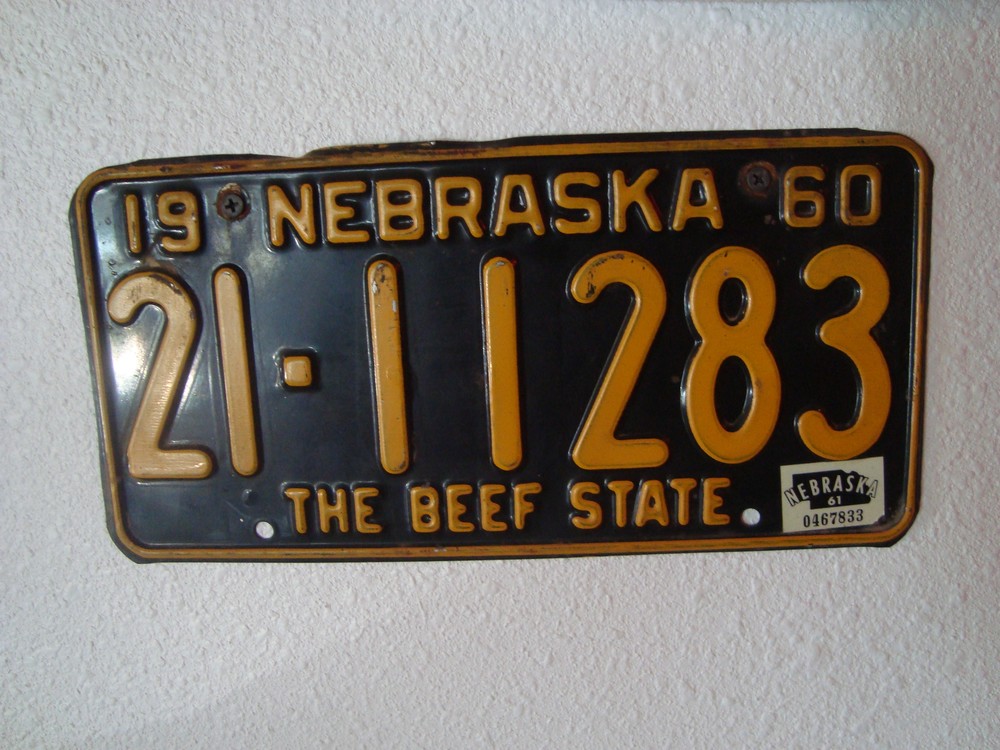 19 NEBRASKA 60
21-11283
THE BEEF STATE
NEBRASKA
61
0467833